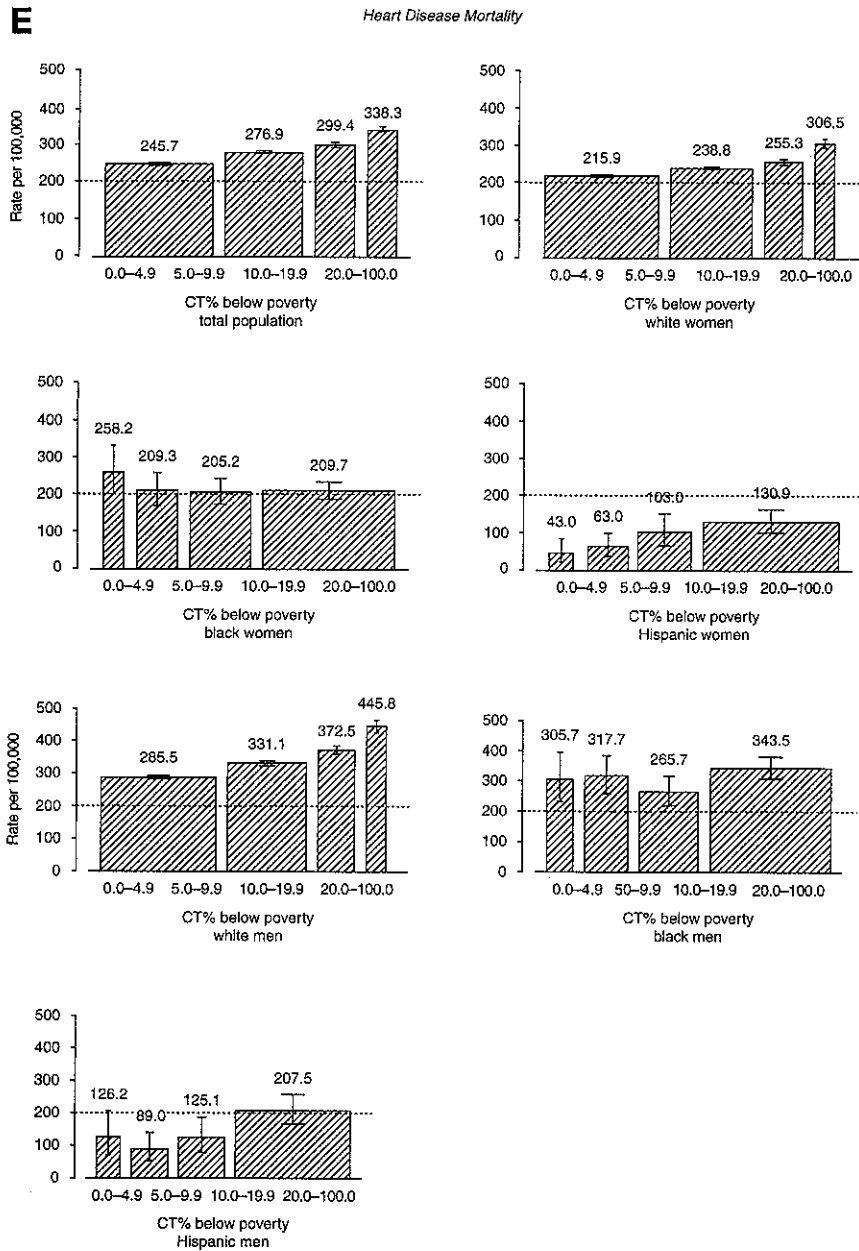 E
Heart Disease Mortality
500
400
300
200
100
0
Rate per 100,000
245.7
276.9
299.4
338.3
0.0–4.9 5.0–9.9 10.0–19.9 20.0–100.0
CT% below poverty
total population
500
400
300
200
100
0
215.9
238.8
255.3
306.5
0.0–4.9 5.0–9.9 10.0–19.9 20.0–100.0
CT% below poverty
white women
500
400
300
200
100
0
258.2
209.3
205.2
209.7
0.0–4.9 5.0–9.9 10.0–19.9 20.0–100.0
CT% below poverty
black women
500
400
300
200
100
0
43.0
63.0
103.0
130.9
0.0–4.9 5.0–9.9 10.0–19.9 20.0–100.0
CT% below poverty
Hispanic women
500
400
300
200
100
0
Rate per 100,000
285.5
331.1
372.5
445.8
0.0–4.9 5.0–9.9 10.0–19.9 20.0–100.0
CT% below poverty
white men
500
400
300
200
100
0
305.7
317.7
265.7
343.5
0.0–4.9 50–9.9 10.0–19.9 20.0–100.0
CT% below poverty
black men
500
400
300
200
100
0
126.2
89.0
125.1
207.5
0.0–4.9 5.0–9.9 10.0–19.9 20.0–100.0
CT% below poverty
Hispanic men